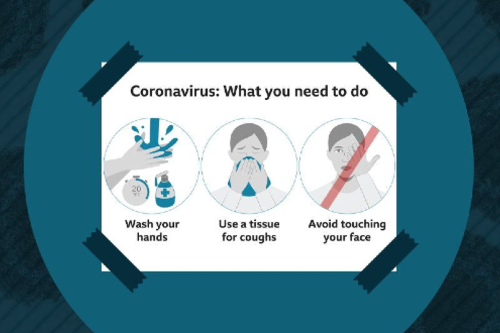 Coronavirus: What you need to do
20
Wash your
hands
Use a tissue
for coughs
Avoid touching
your face